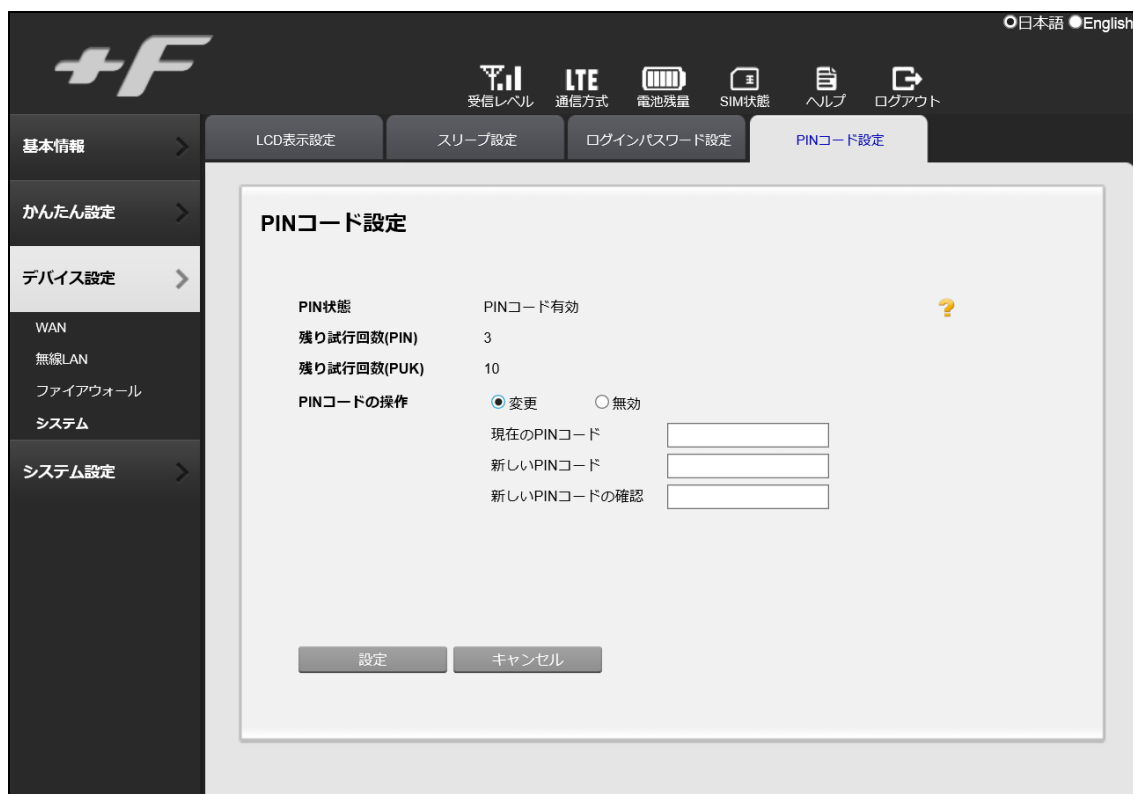 日本語 English
+F
LTE
受信レベル 通信方式 電池残量 SIM状態 ヘルプ ログアウト
基本情報
LCD表示設定 スリープ設定 ログインパスワード設定 PINコード設定
かんたん設定
デバイス設定
WAN
無線LAN
ファイアウォール
システム
システム設定
PINコード設定
PIN状態 PINコード有効
残り試行回数(PIN) 3
残り試行回数(PUK) 10
PINコードの操作 変更 無効
現在のPINコード
新しいPINコード
新しいPINコードの確認
設定 キャンセル